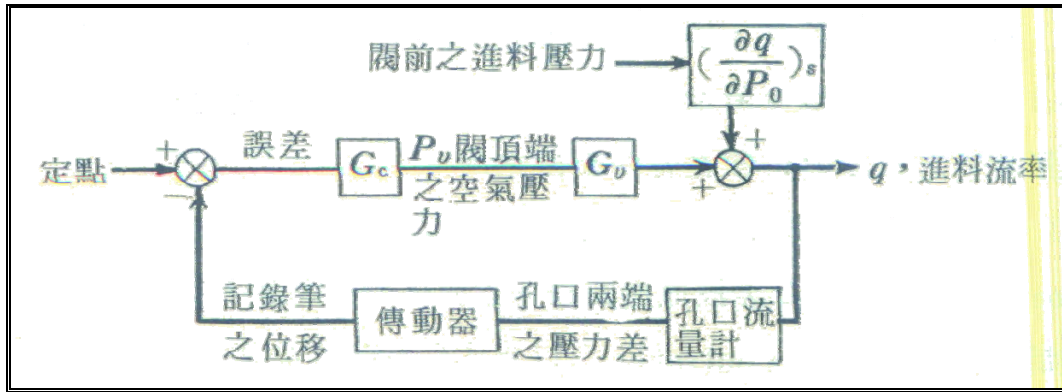 閥前之進料壓力
(∂q/∂P₀)ₛ
+
+
誤差
Gc
Pυ閥頂端
之空氣壓
力
Gυ
+
定點
−
q,進料流率
記錄筆
之位移
傳動器
孔口兩端
之壓力差
孔口流
量計